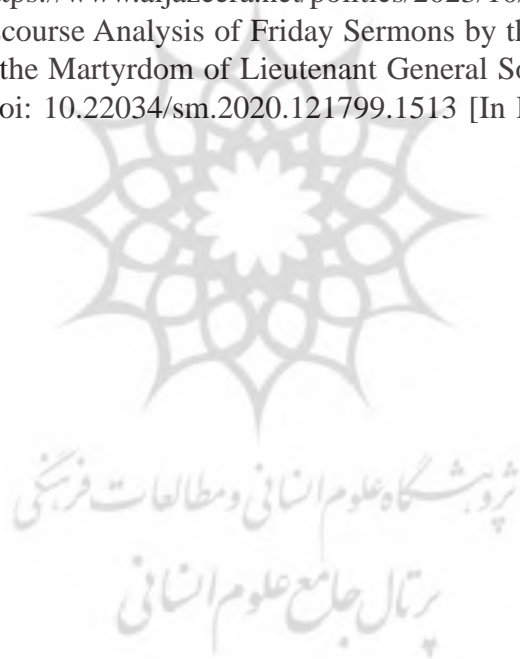 ttps://www.aljazeera.net/politics/2023/10/
course Analysis of Friday Sermons by th
the Martyrdom of Lieutenant General So
oi: 10.22034/sm.2020.121799.1513 [In
پژوهشگاه علوم انسانی و مطالعات فرهنگی
پرتال جامع علوم انسانی